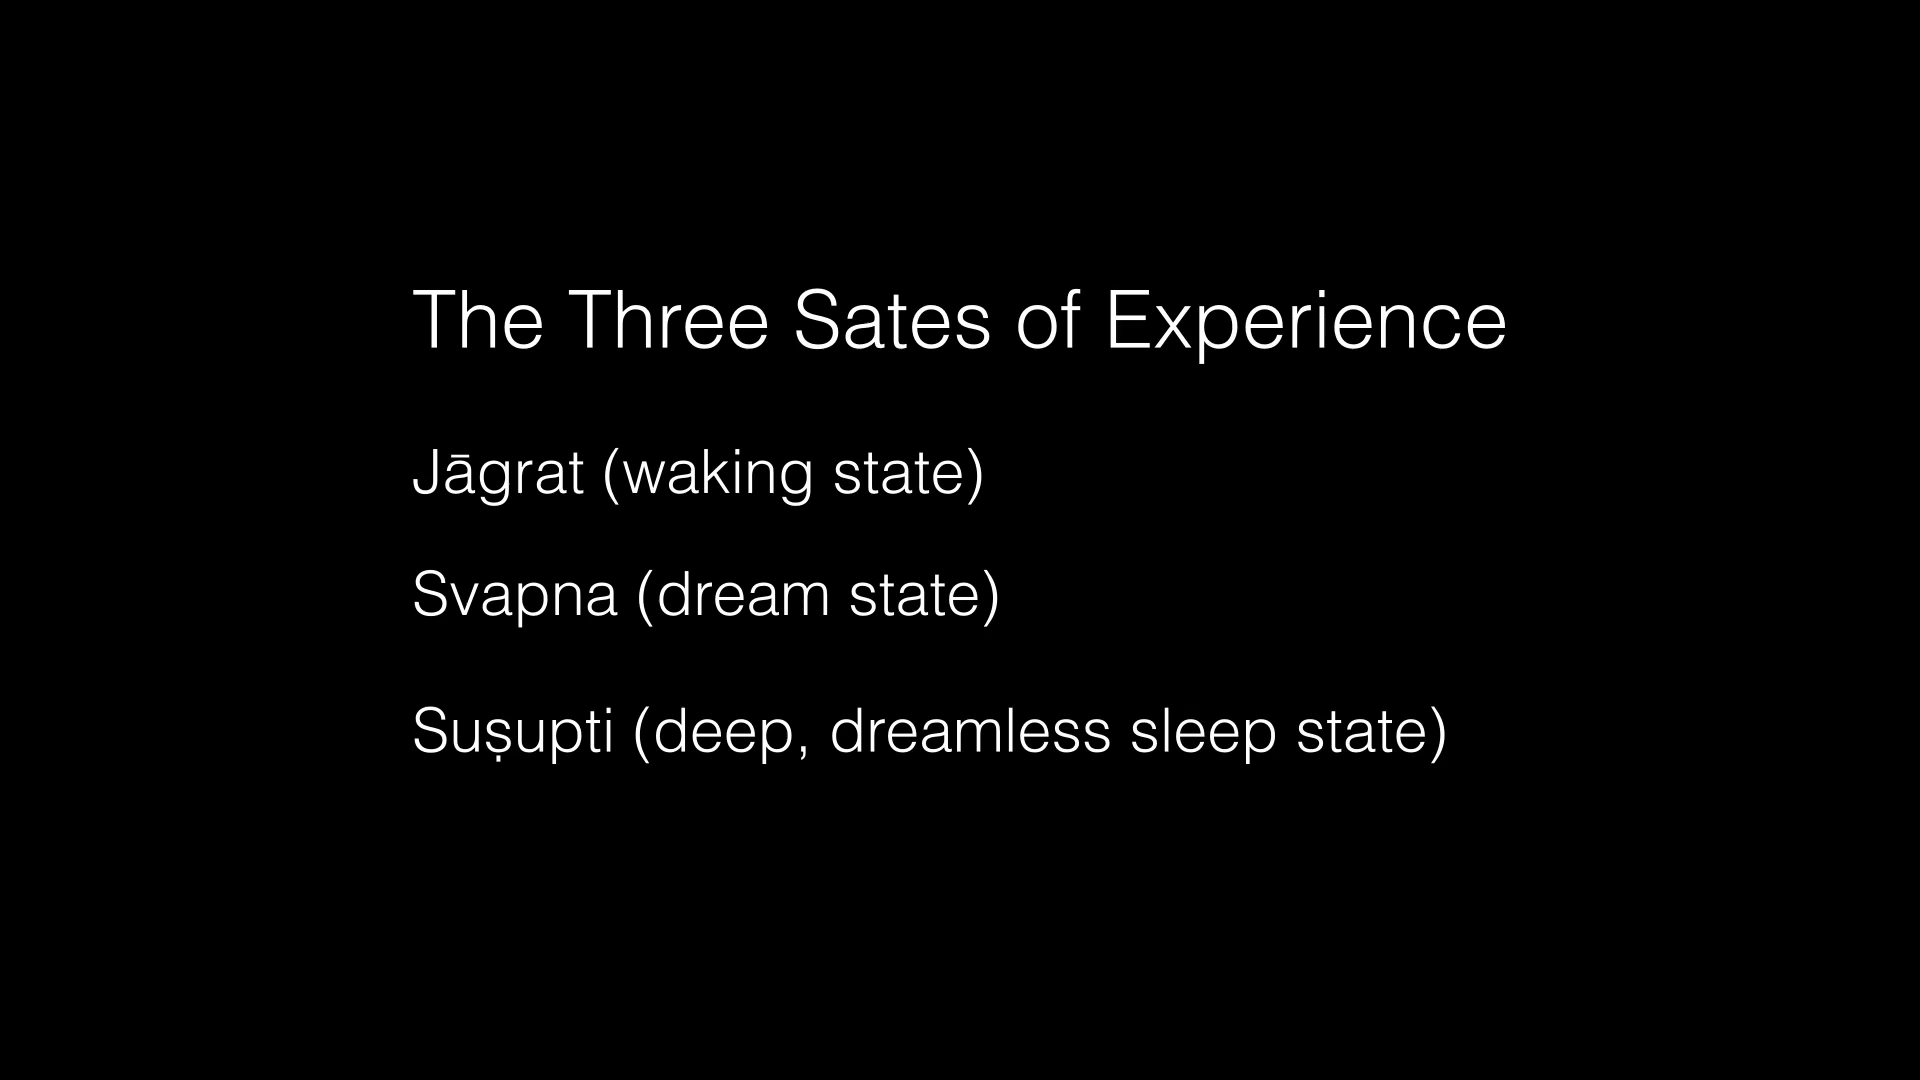 The Three Sates of Experience
Jāgrat (waking state)
Svapna (dream state)
Suṣupti (deep, dreamless sleep state)